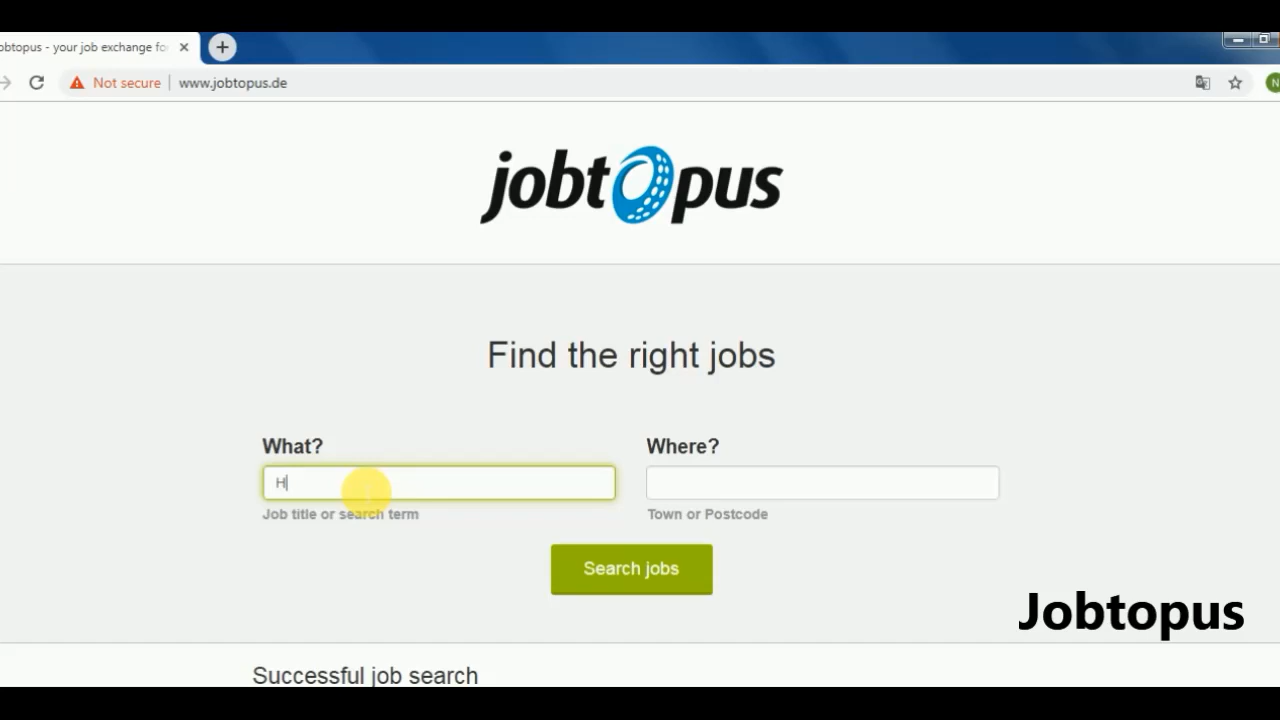 obtopus - your job exchange fo
Not secure
www.jobtopus.de
N
jobtopus
Find the right jobs
What?
Where?
H
Job title or search term
Town or Postcode
Search jobs
Jobtopus
Successful job search